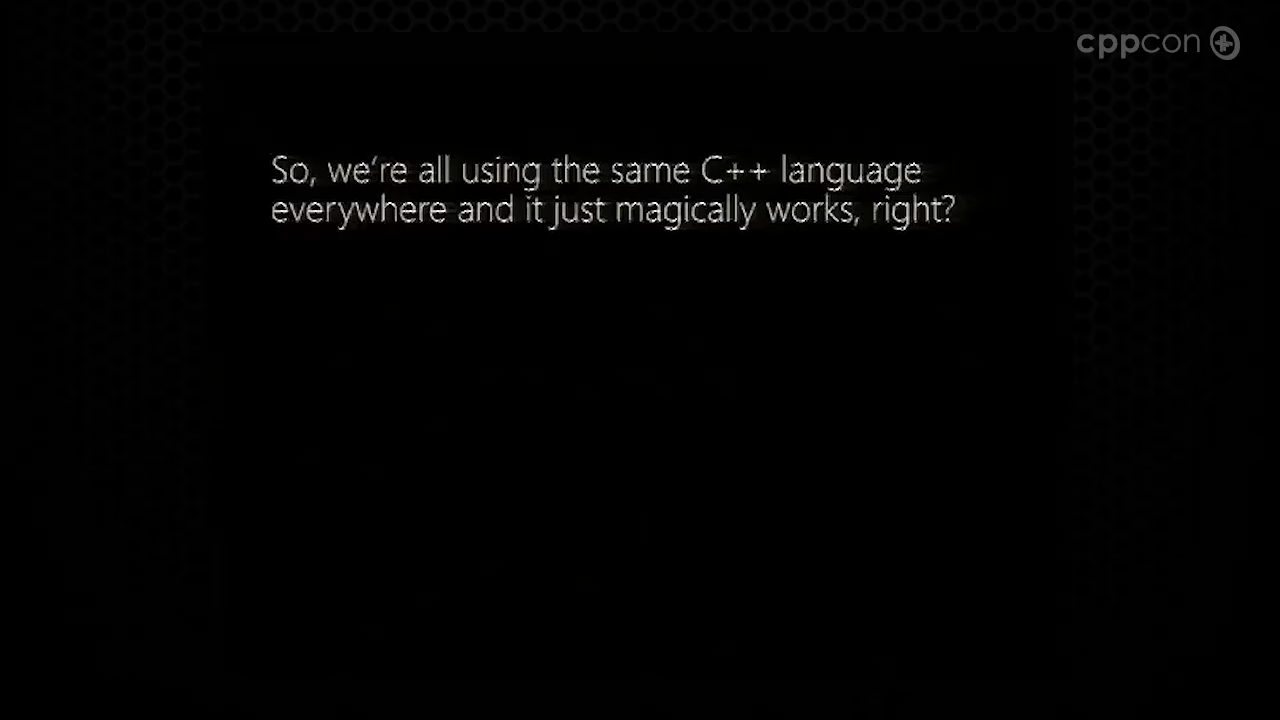 cppcon
So, we're all using the same C++ language
everywhere and it just magically works, right?